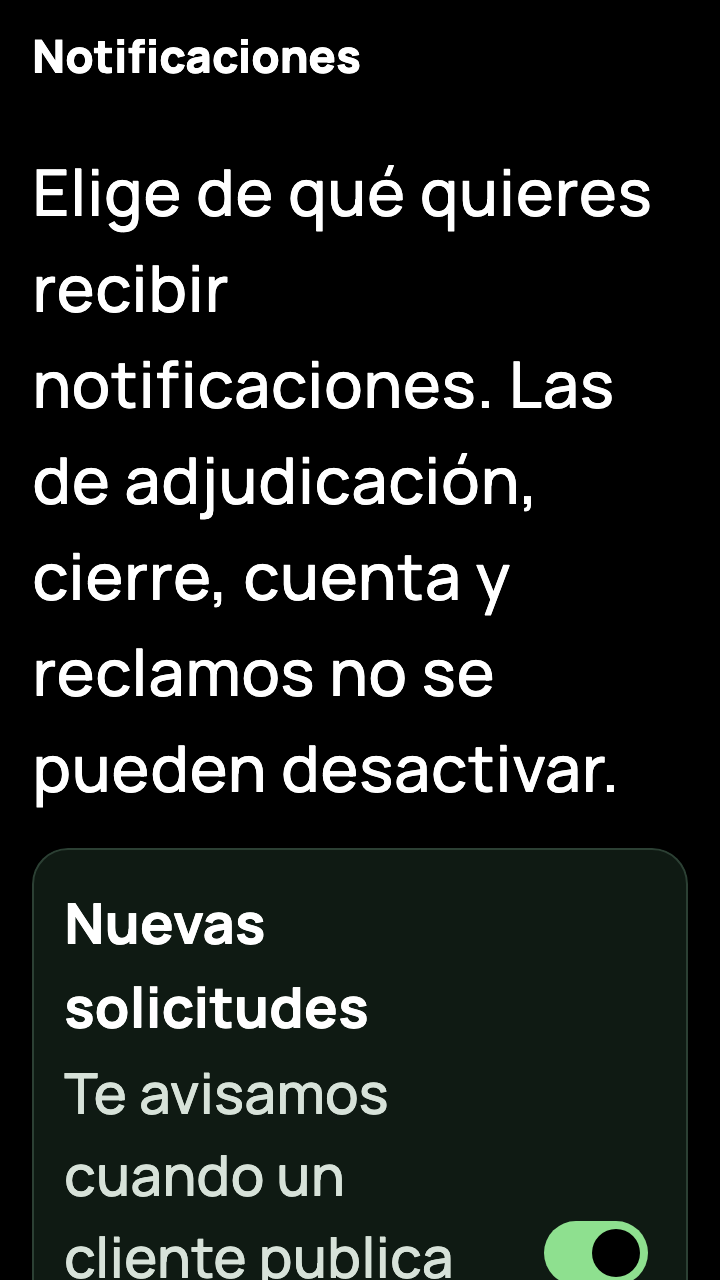 Notificaciones
Elige de qué quieres
recibir
notificaciones. Las
de adjudicación,
cierre, cuenta y
reclamos no se
pueden desactivar.
Nuevas
solicitudes
Te avisamos
cuando un
cliente publica